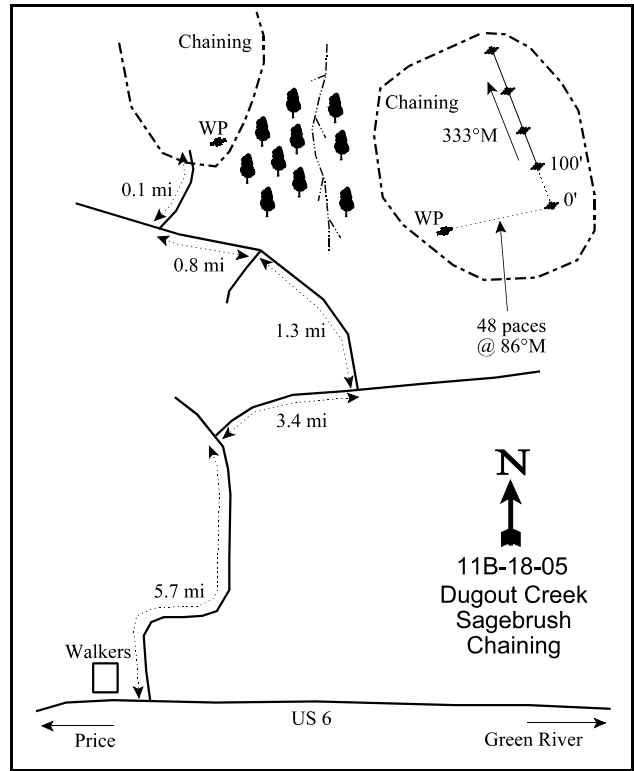 Chaining
WP
0.1 mi
0.8 mi
1.3 mi
3.4 mi
5.7 mi
Walkers
US 6
Price
Green River
Chaining
333°M
100'
0'
WP
48 paces
@ 86°M
N
11B-18-05
Dugout Creek
Sagebrush
Chaining